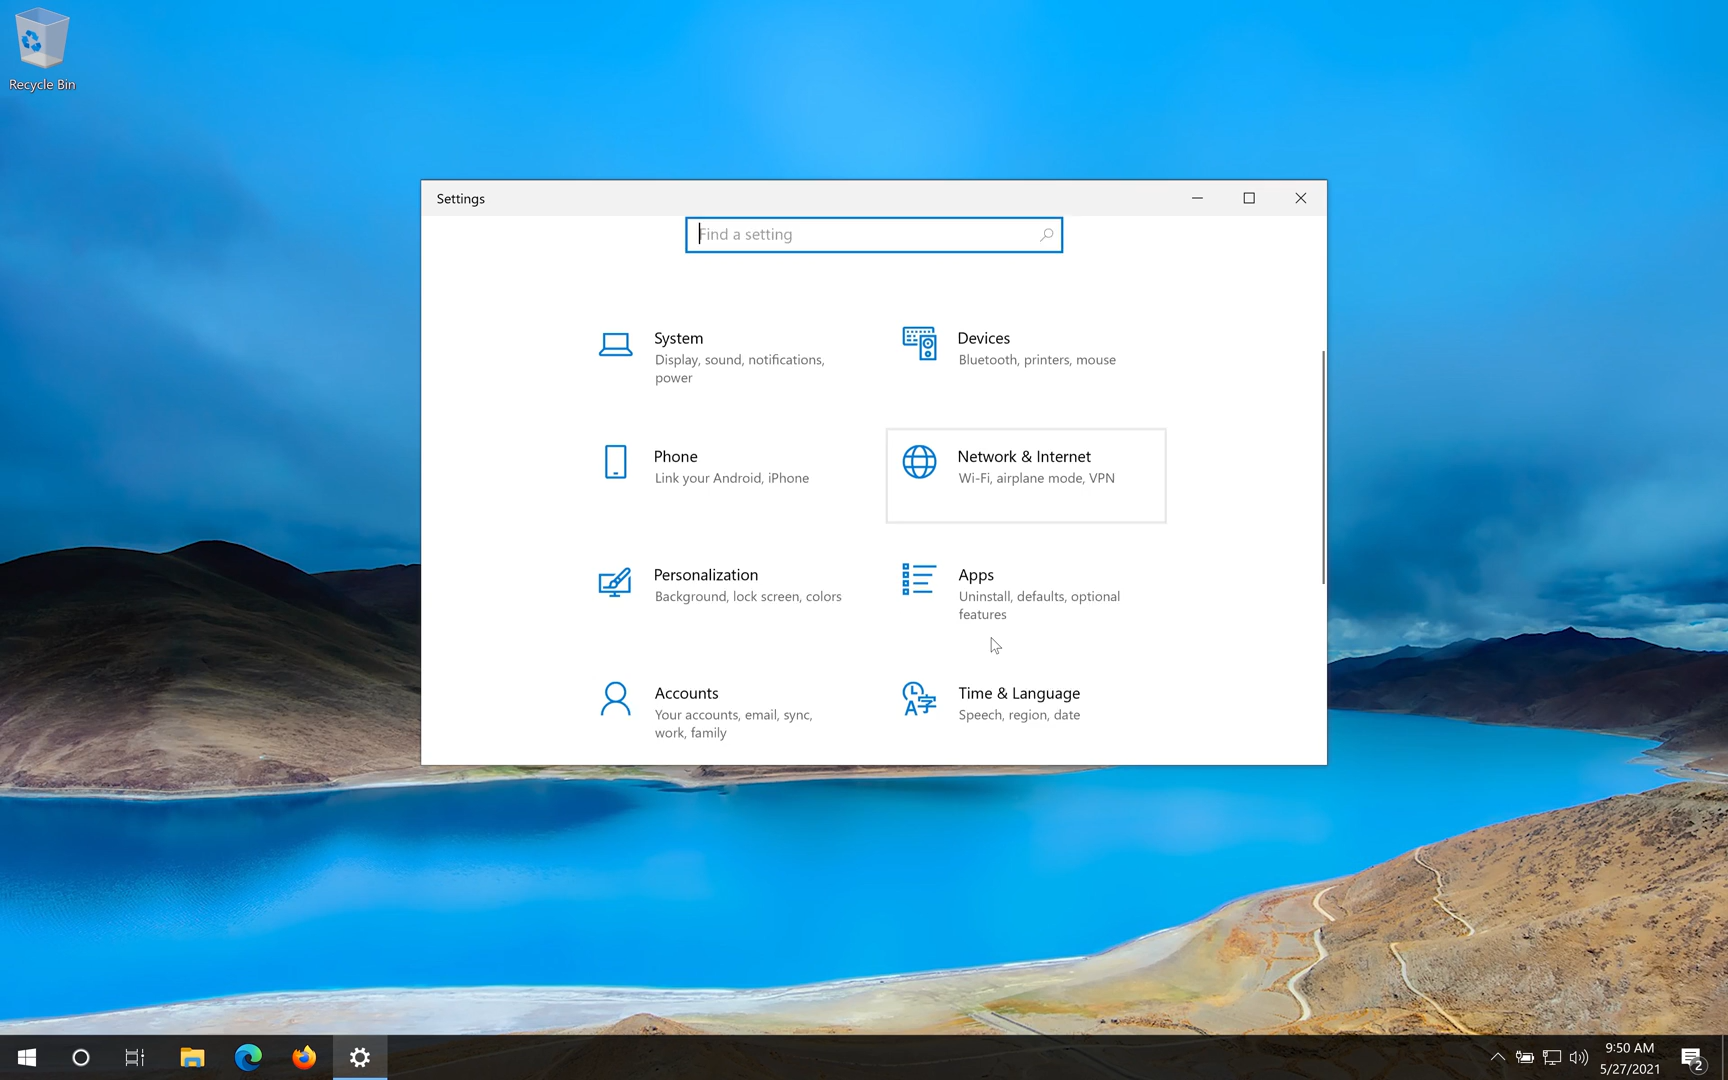 Recycle Bin
Settings
Find a setting
System
Display, sound, notifications,
power
Devices
Bluetooth, printers, mouse
Phone
Link your Android, iPhone
Network & Internet
Wi-Fi, airplane mode, VPN
Personalization
Background, lock screen, colors
Apps
Uninstall, defaults, optional
features
Accounts
Your accounts, email, sync,
work, family
Time & Language
Speech, region, date
9:50 AM
5/27/2021
2